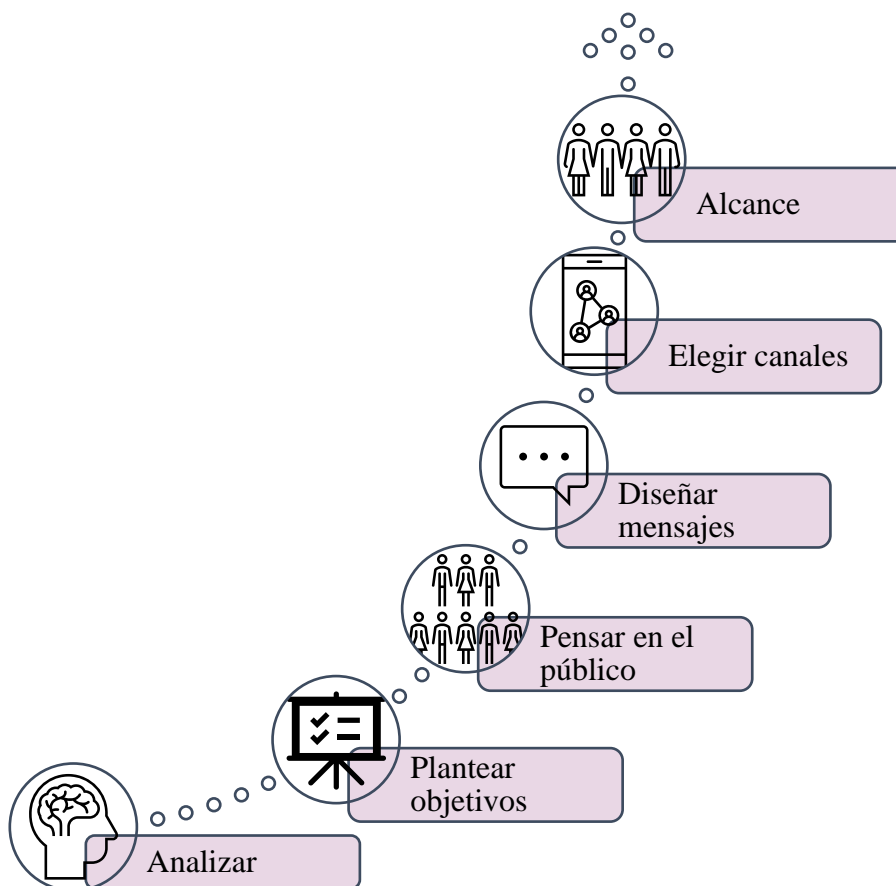 Alcance
Elegir canales
Diseñar
mensajes
Pensar en el
público
Plantear
objetivos
Analizar